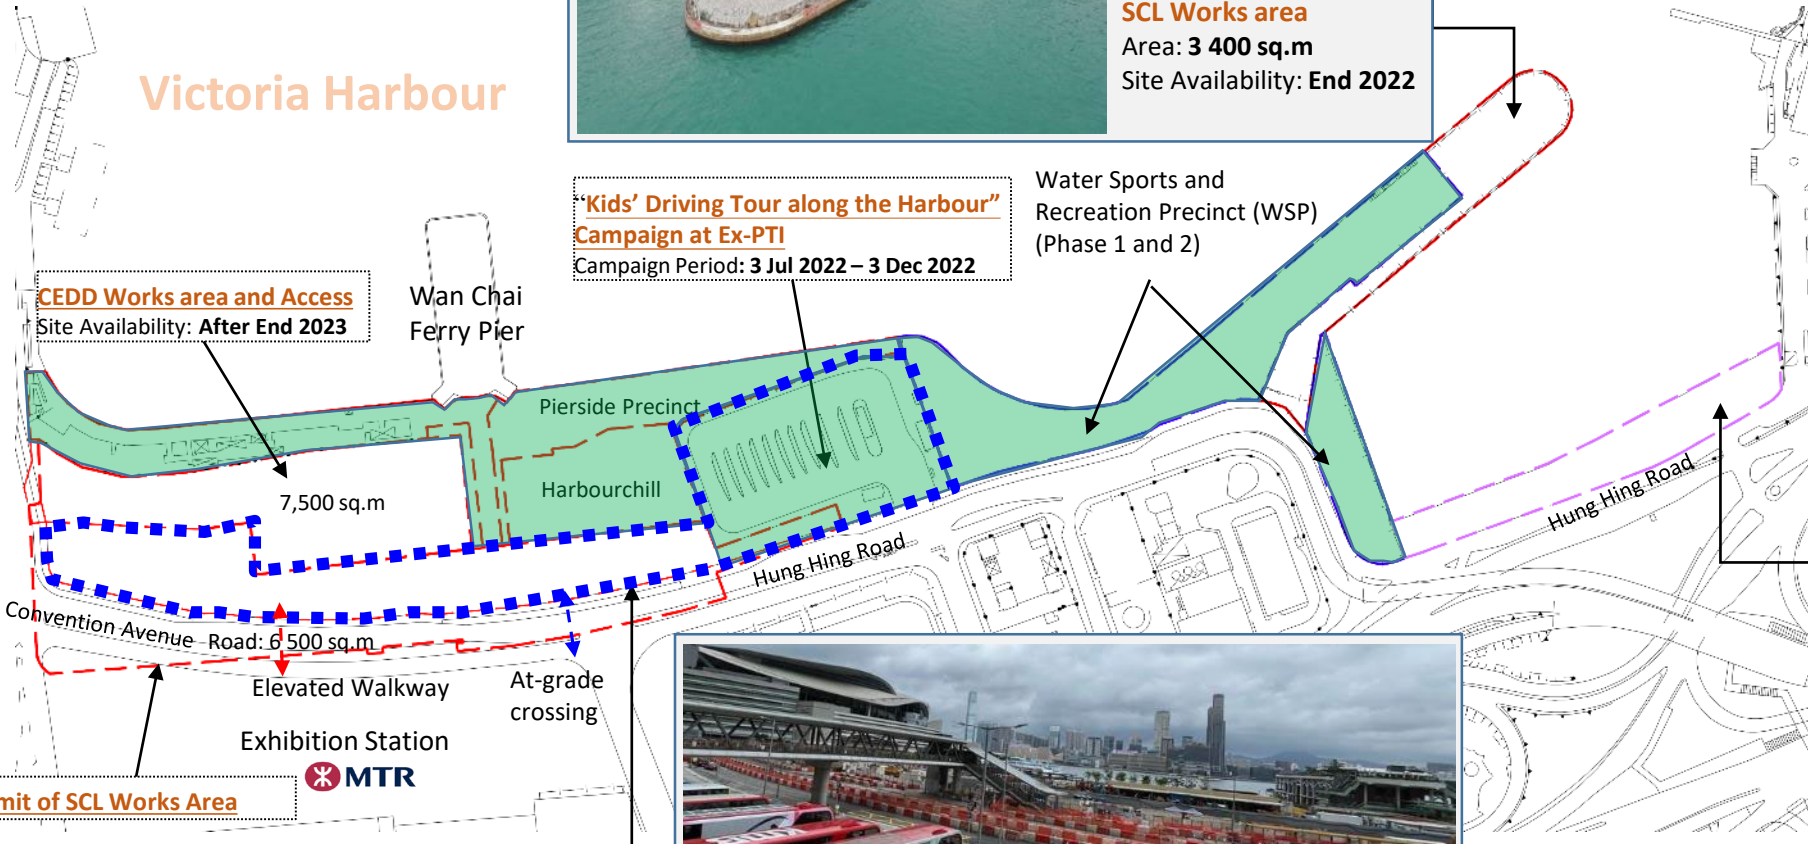 SCL Works area
Area: 3 400 sq.m
Site Availability: End 2022
Victoria Harbour
“Kids’ Driving Tour along the Harbour”
Campaign at Ex-PTI
Campaign Period: 3 Jul 2022 – 3 Dec 2022
Water Sports and
Recreation Precinct (WSP)
(Phase 1 and 2)
CEDD Works area and Access
Site Availability: After End 2023
Wan Chai
Ferry Pier
Pierside Precinct
Harbourchill
7,500 sq.m
Hung Hing Road
Hung Hing Road
Convention Avenue
Road: 6 500 sq.m
Elevated Walkway
At-grade
crossing
Exhibition Station
MTR
mit of SCL Works Area